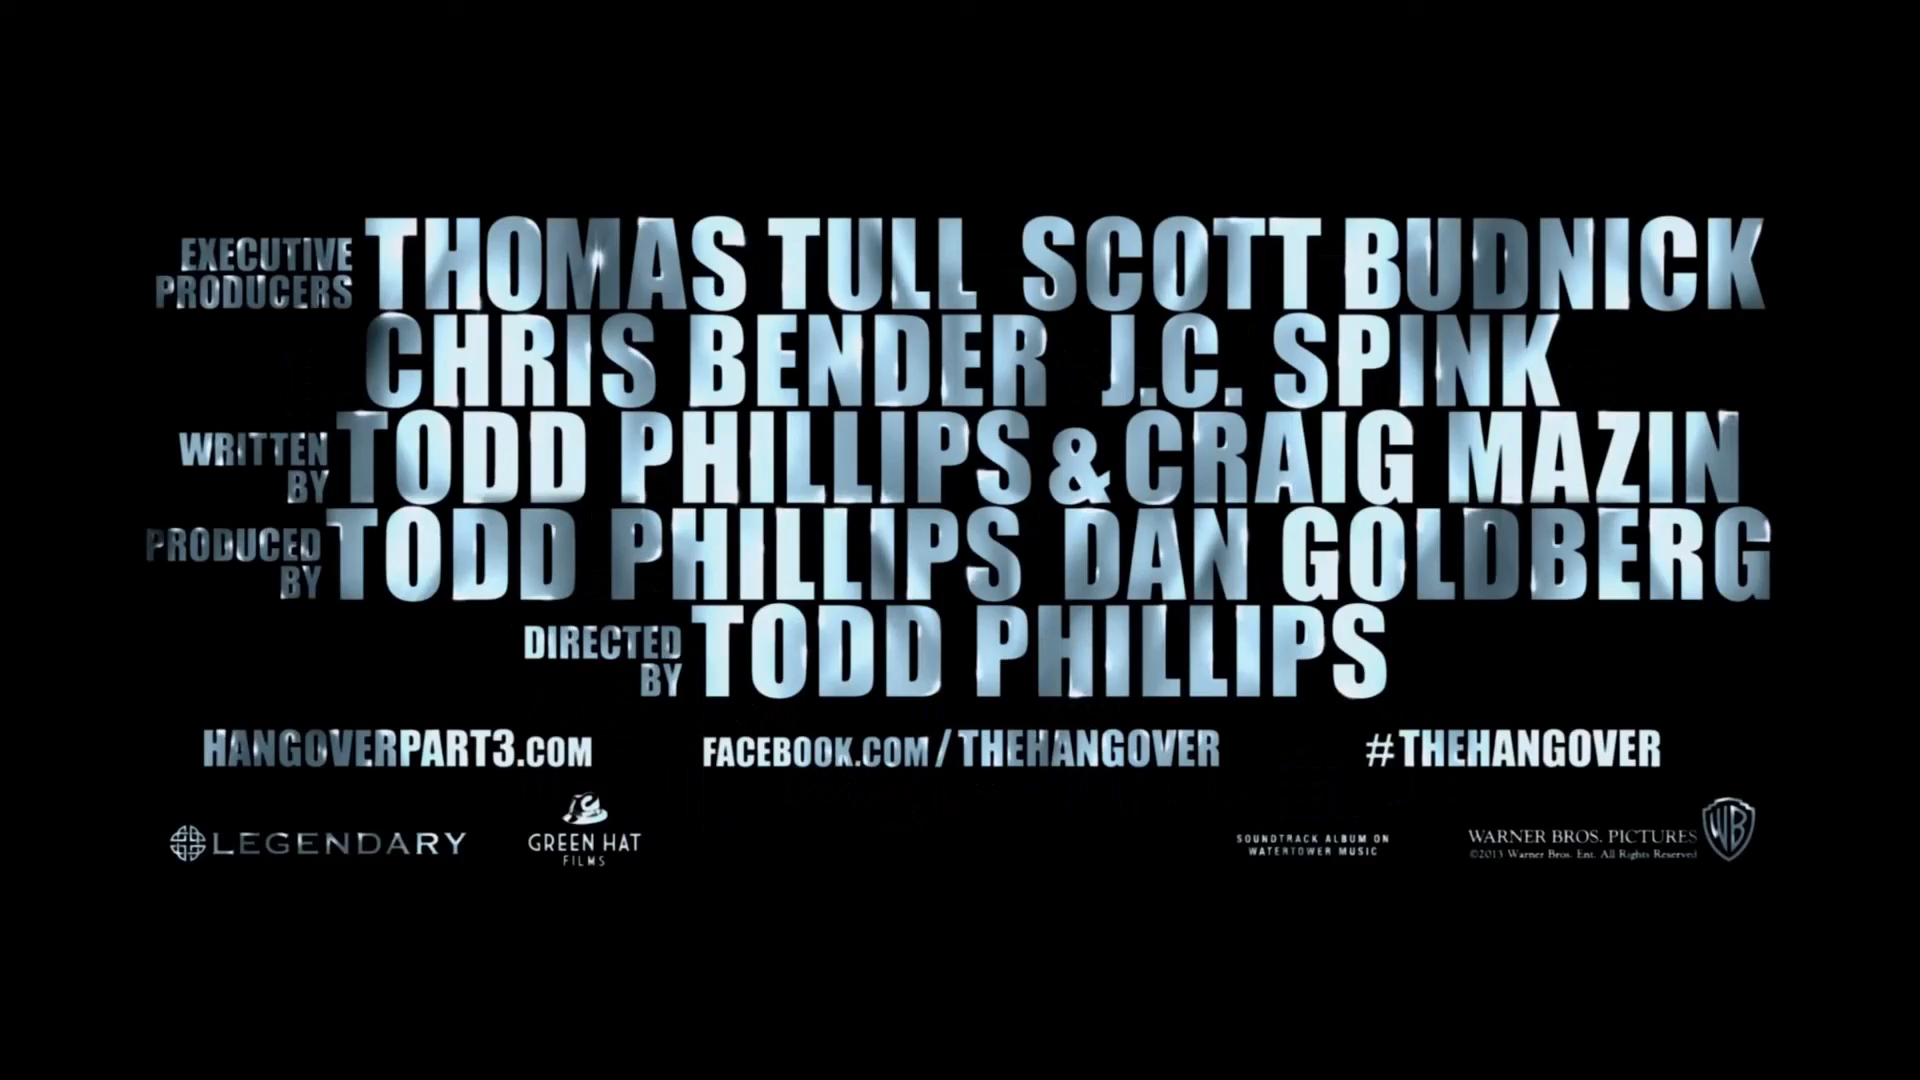 EXECUTIVE PRODUCERS THOMAS TULL SCOTT BUDNICK
CHRIS BENDER J.C. SPINK
WRITTEN BY TODD PHILLIPS & CRAIG MAZIN
PRODUCED BY TODD PHILLIPS DAN GOLDBERG
DIRECTED BY TODD PHILLIPS
HANGOVERPART3.COM FACEBOOK.COM/THEHANGOVER #THEHANGOVER
LEGENDARY
GREEN HAT
FILMS
SOUNDTRACK ALBUM ON
WATERTOWER MUSIC
WARNER BROS. PICTURES
©2013 Warner Bros. Ent. All Rights Reserved
WB